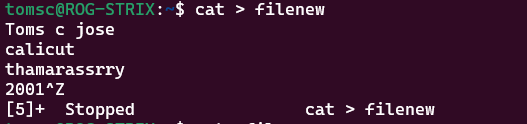 tomsc@ROG-STRIX:~$ cat > filenew
Toms c jose
calicut
thamarassrry
2001^Z
[5]+  Stopped                 cat > filenew